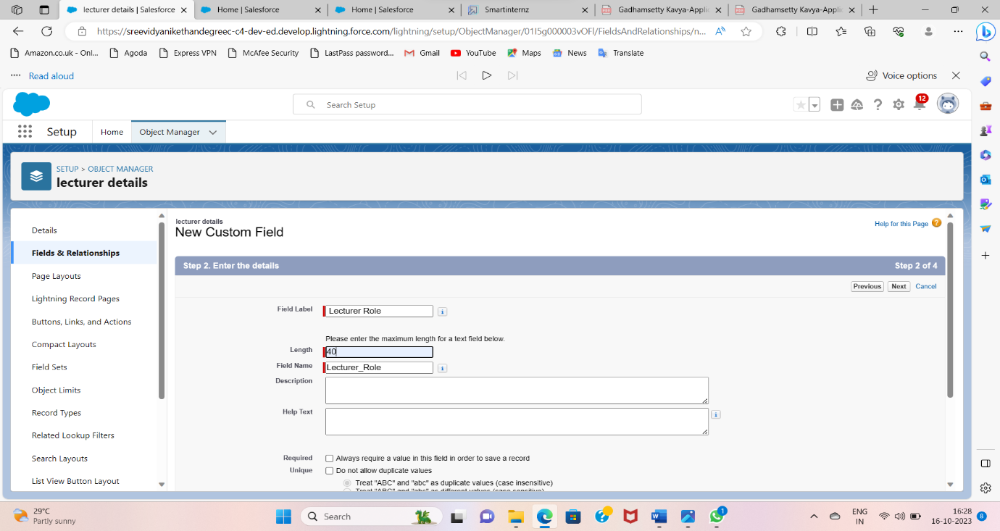 lecturer details | Salesforce
Home | Salesforce
Home | Salesforce
Smartinternz
Gadhamsetty Kavya-Applic
Gadhamsetty Kavya-Applic
https://sreevidyanikethandegreec-c4-dev-ed.develop.lightning.force.com/lightning/setup/ObjectManager/01I5g000003vOFl/FieldsAndRelationships/n...
Amazon.co.uk - Onl...
Agoda
Express VPN
McAfee Security
LastPass password...
Gmail
YouTube
Maps
News
Translate
Read aloud
Voice options
Search Setup
12
Setup
Home
Object Manager
SETUP > OBJECT MANAGER
lecturer details
Details
Fields & Relationships
Page Layouts
Lightning Record Pages
Buttons, Links, and Actions
Compact Layouts
Field Sets
Object Limits
Record Types
Related Lookup Filters
Search Layouts
List View Button Layout
lecturer details
New Custom Field
Help for this Page
Step 2. Enter the details
Step 2 of 4
Previous
Next
Cancel
Field Label
Lecturer Role
Please enter the maximum length for a text field below.
Length
40
Field Name
Lecturer_Role
Description
Help Text
Required
Always require a value in this field in order to save a record
Unique
Do not allow duplicate values
Treat "ABC" and "abc" as duplicate values (case insensitive)
Treat "ABC" and "abc" as different values (case sensitive)
29°C
Partly sunny
Search
1
ENG
IN
16:28
16-10-2023
8